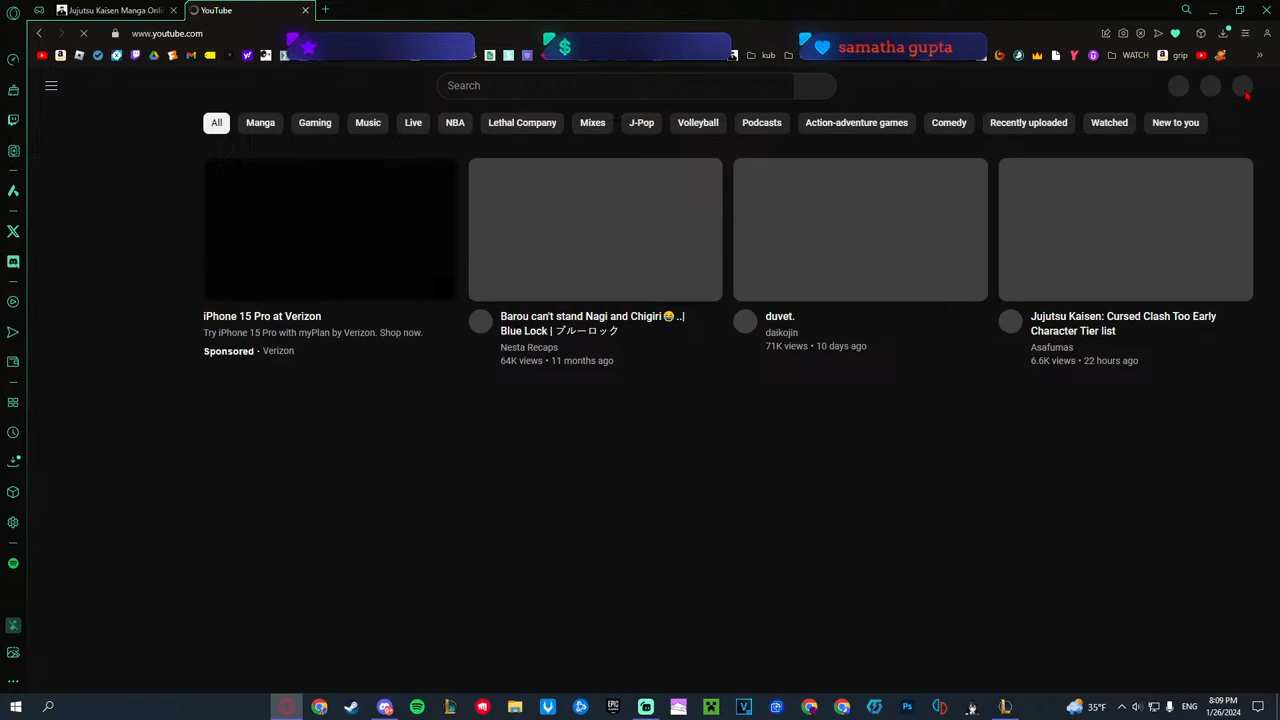 Jujutsu Kaisen Manga Onli
YouTube
www.youtube.com
samatha gupta
kub
WATCH
grip
Search
All
Manga
Gaming
Music
Live
NBA
Lethal Company
Mixes
J-Pop
Volleyball
Podcasts
Action-adventure games
Comedy
Recently uploaded
Watched
New to you
iPhone 15 Pro at Verizon
Try iPhone 15 Pro with myPlan by Verizon. Shop now.
Sponsored · Verizon
Barou can't stand Nagi and Chigiri😅..|
Blue Lock | ブルーロック
Nesta Recaps
64K views • 11 months ago
duvet.
daikojin
71K views • 10 days ago
Jujutsu Kaisen: Cursed Clash Too Early
Character Tier list
Asafumas
6.6K views • 22 hours ago
35°F
ENG
8:09 PM
1/26/2024